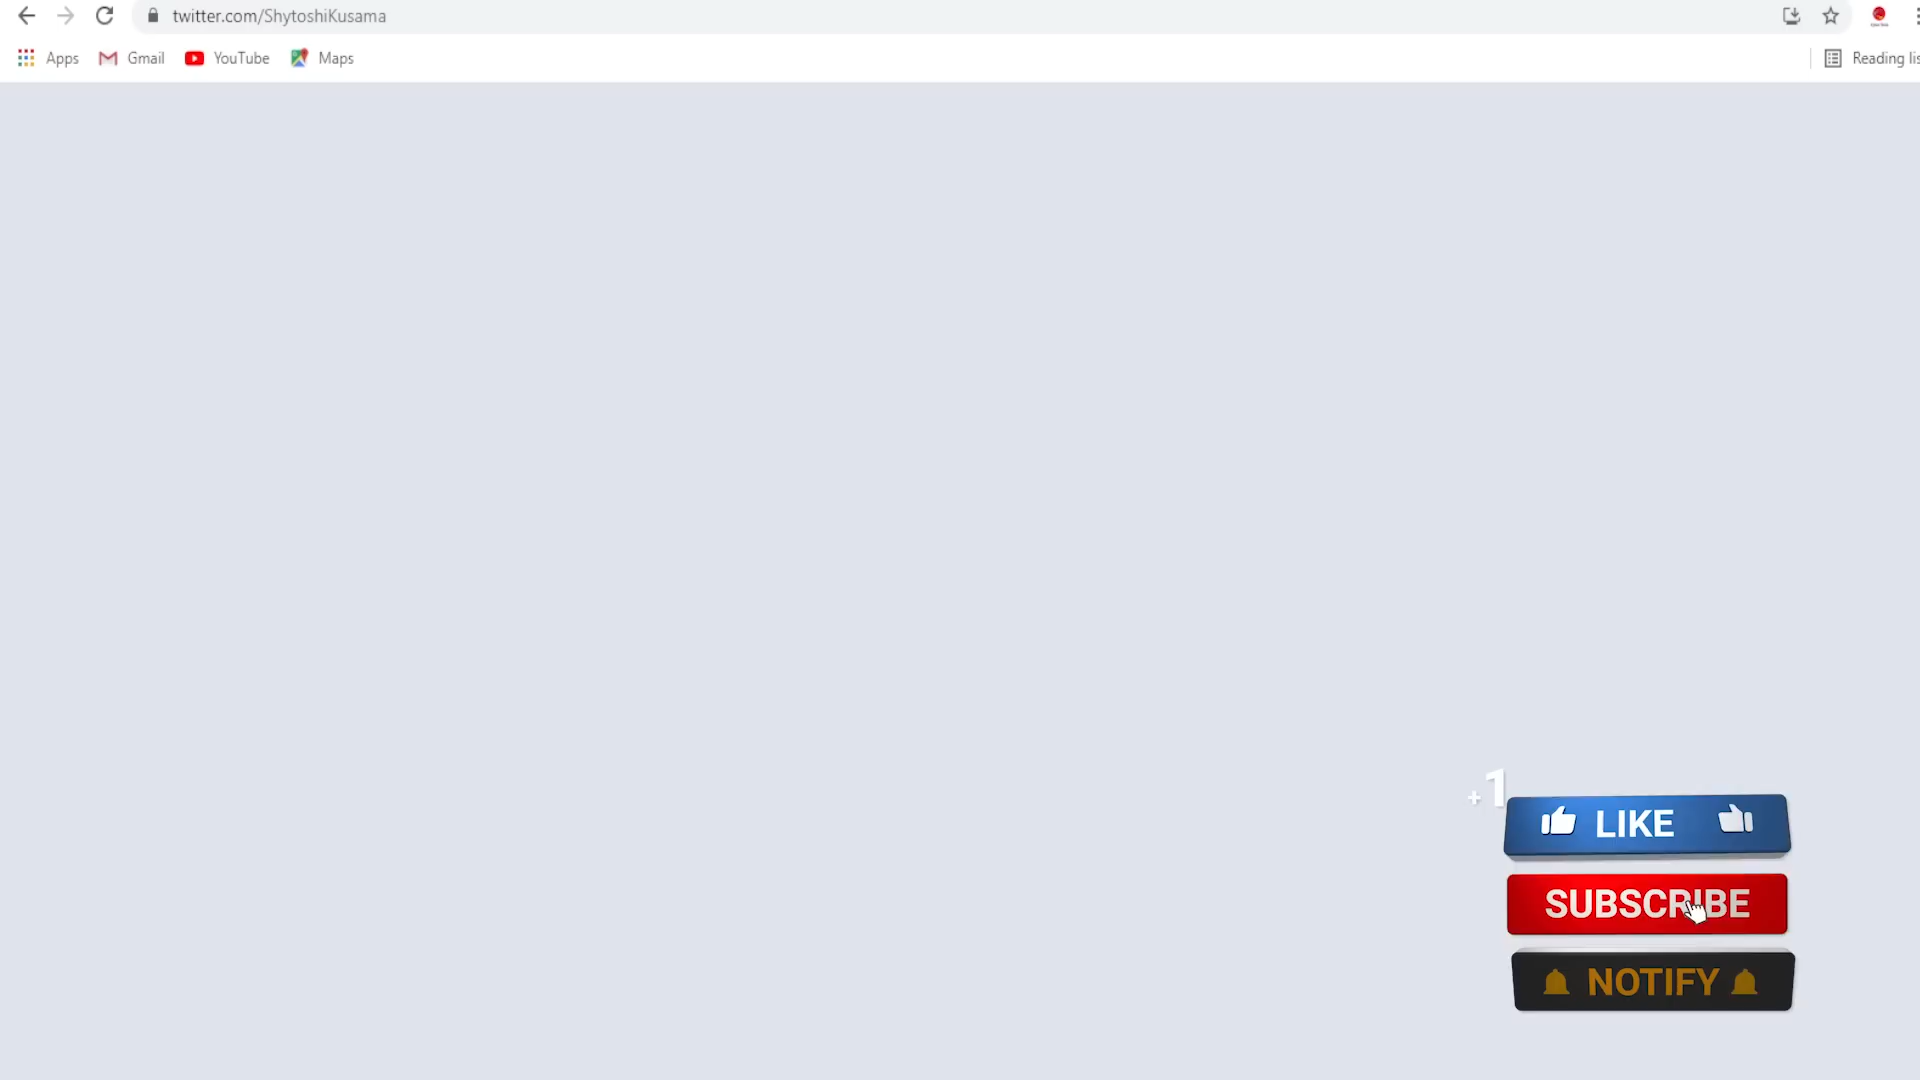 twitter.com/ShytoshiKusama
Apps Gmail YouTube Maps Reading lis
+1
LIKE
SUBSCRIBE
NOTIFY